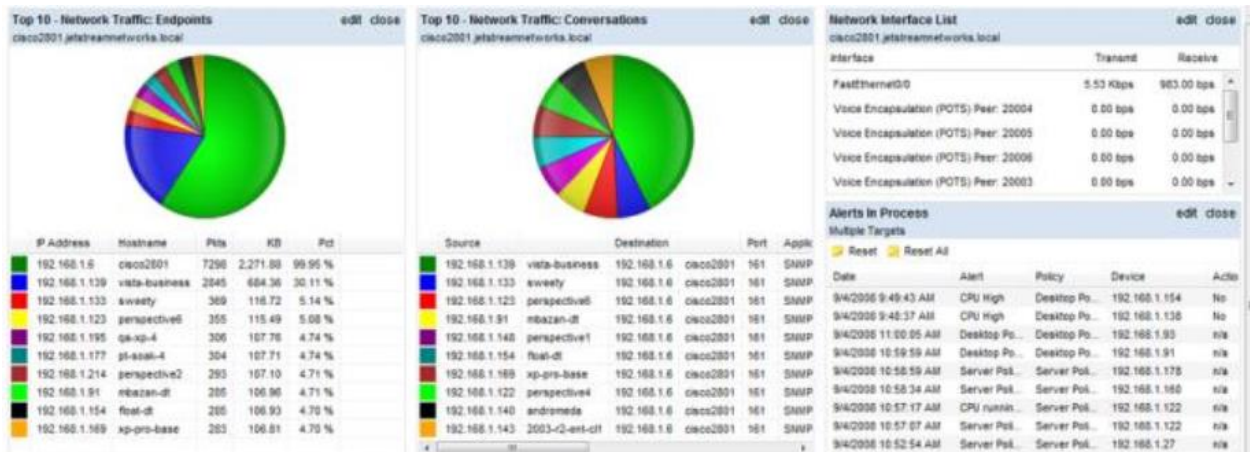 Top 10 - Network Traffic: Endpoints edit close
cisco2801.jetstreamnetworks.local
IP Address Hostname Pkts KB Pct
192.168.1.6 cisco2801 7298 2,271.88 99.95 %
192.168.1.139 vista-business 2845 684.36 30.11 %
192.168.1.133 sweety 369 116.72 5.14 %
192.168.1.123 perspective6 355 115.49 5.08 %
192.168.1.195 qa-xp-4 306 107.76 4.74 %
192.168.1.177 pt-soak-4 304 107.71 4.74 %
192.168.1.214 perspective2 293 107.10 4.71 %
192.168.1.91 mbazan-dt 285 106.96 4.71 %
192.168.1.154 float-dt 285 106.93 4.70 %
192.168.1.169 xp-pro-base 283 106.81 4.70 %
Top 10 - Network Traffic: Conversations edit close
cisco2801.jetstreamnetworks.local
Source Destination Port Applic
192.168.1.139 vista-business 192.168.1.6 cisco2801 161 SNMP
192.168.1.133 sweety 192.168.1.6 cisco2801 161 SNMP
192.168.1.123 perspective6 192.168.1.6 cisco2801 161 SNMP
192.168.1.91 mbazan-dt 192.168.1.6 cisco2801 161 SNMP
192.168.1.148 perspective1 192.168.1.6 cisco2801 161 SNMP
192.168.1.154 float-dt 192.168.1.6 cisco2801 161 SNMP
192.168.1.169 xp-pro-base 192.168.1.6 cisco2801 161 SNMP
192.168.1.122 perspective4 192.168.1.6 cisco2801 161 SNMP
192.168.1.140 andromeda 192.168.1.6 cisco2801 161 SNMP
192.168.1.143 2003-r2-ent-cl1 192.168.1.6 cisco2801 161 SNMP
Network Interface List edit close
cisco2801.jetstreamnetworks.local
Interface Transmit Receive
FastEthernet0/0 5.53 Kbps 983.00 bps
Voice Encapsulation (POTS) Peer: 20004 0.00 bps 0.00 bps
Voice Encapsulation (POTS) Peer: 20005 0.00 bps 0.00 bps
Voice Encapsulation (POTS) Peer: 20006 0.00 bps 0.00 bps
Voice Encapsulation (POTS) Peer: 20003 0.00 bps 0.00 bps
Alerts In Process edit close
Multiple Targets
Reset Reset All
Date Alert Policy Device Actio
9/4/2008 9:49:43 AM CPU High Desktop Po... 192.168.1.154 No
9/4/2008 9:48:37 AM CPU High Desktop Po... 192.168.1.138 No
9/4/2008 11:00:05 AM Desktop Po... Desktop Po... 192.168.1.93 n/a
9/4/2008 10:59:59 AM Desktop Po... Desktop Po... 192.168.1.91 n/a
9/4/2008 10:58:59 AM Server Poli... Server Poli... 192.168.1.178 n/a
9/4/2008 10:58:34 AM Server Poli... Server Poli... 192.168.1.160 n/a
9/4/2008 10:57:17 AM CPU runnin... Server Poli... 192.168.1.122 n/a
9/4/2008 10:57:07 AM Server Poli... Server Poli... 192.168.1.122 n/a
9/4/2008 10:52:54 AM Server Poli... Server Poli... 192.168.1.27 n/a